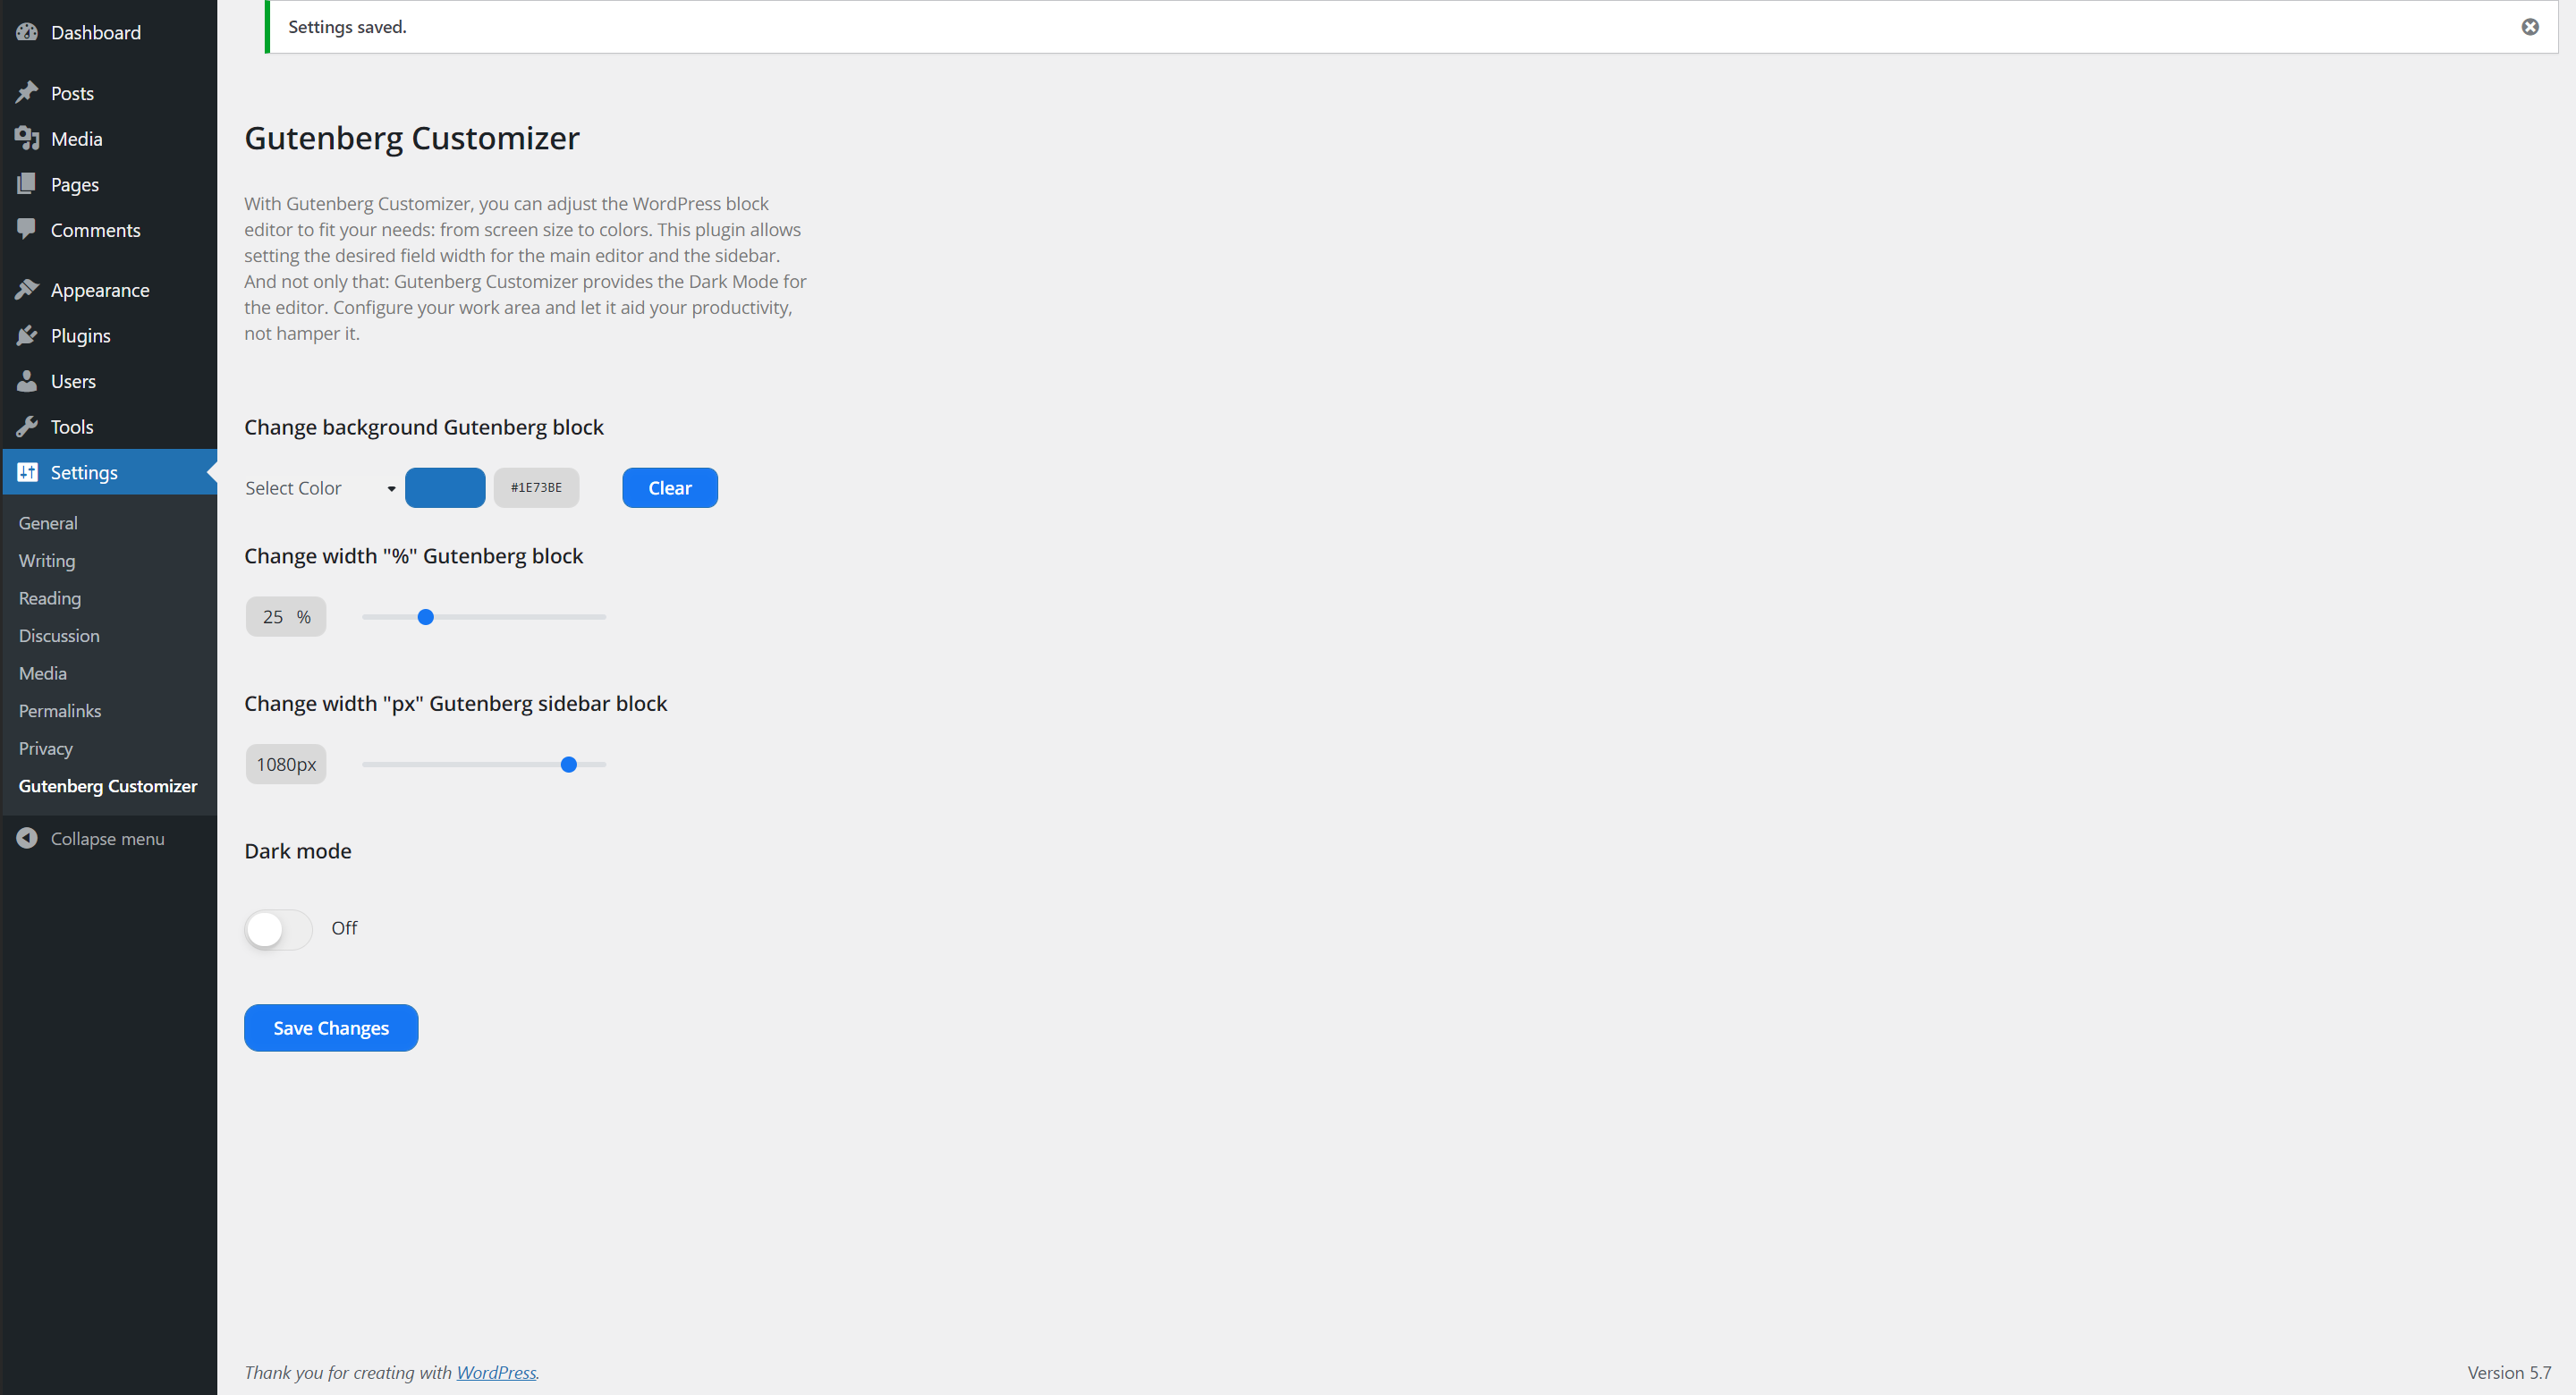 Dashboard
Posts
Media
Pages
Comments
Appearance
Plugins
Users
Tools
Settings
General
Writing
Reading
Discussion
Media
Permalinks
Privacy
Gutenberg Customizer
Collapse menu
Settings saved.
Gutenberg Customizer
With Gutenberg Customizer, you can adjust the WordPress block
editor to fit your needs: from screen size to colors. This plugin allows
setting the desired field width for the main editor and the sidebar.
And not only that: Gutenberg Customizer provides the Dark Mode for
the editor. Configure your work area and let it aid your productivity,
not hamper it.
Change background Gutenberg block
Select Color #1E73BE Clear
Change width "%" Gutenberg block
25 %
Change width "px" Gutenberg sidebar block
1080px
Dark mode
Off
Save Changes
Thank you for creating with WordPress.
Version 5.7